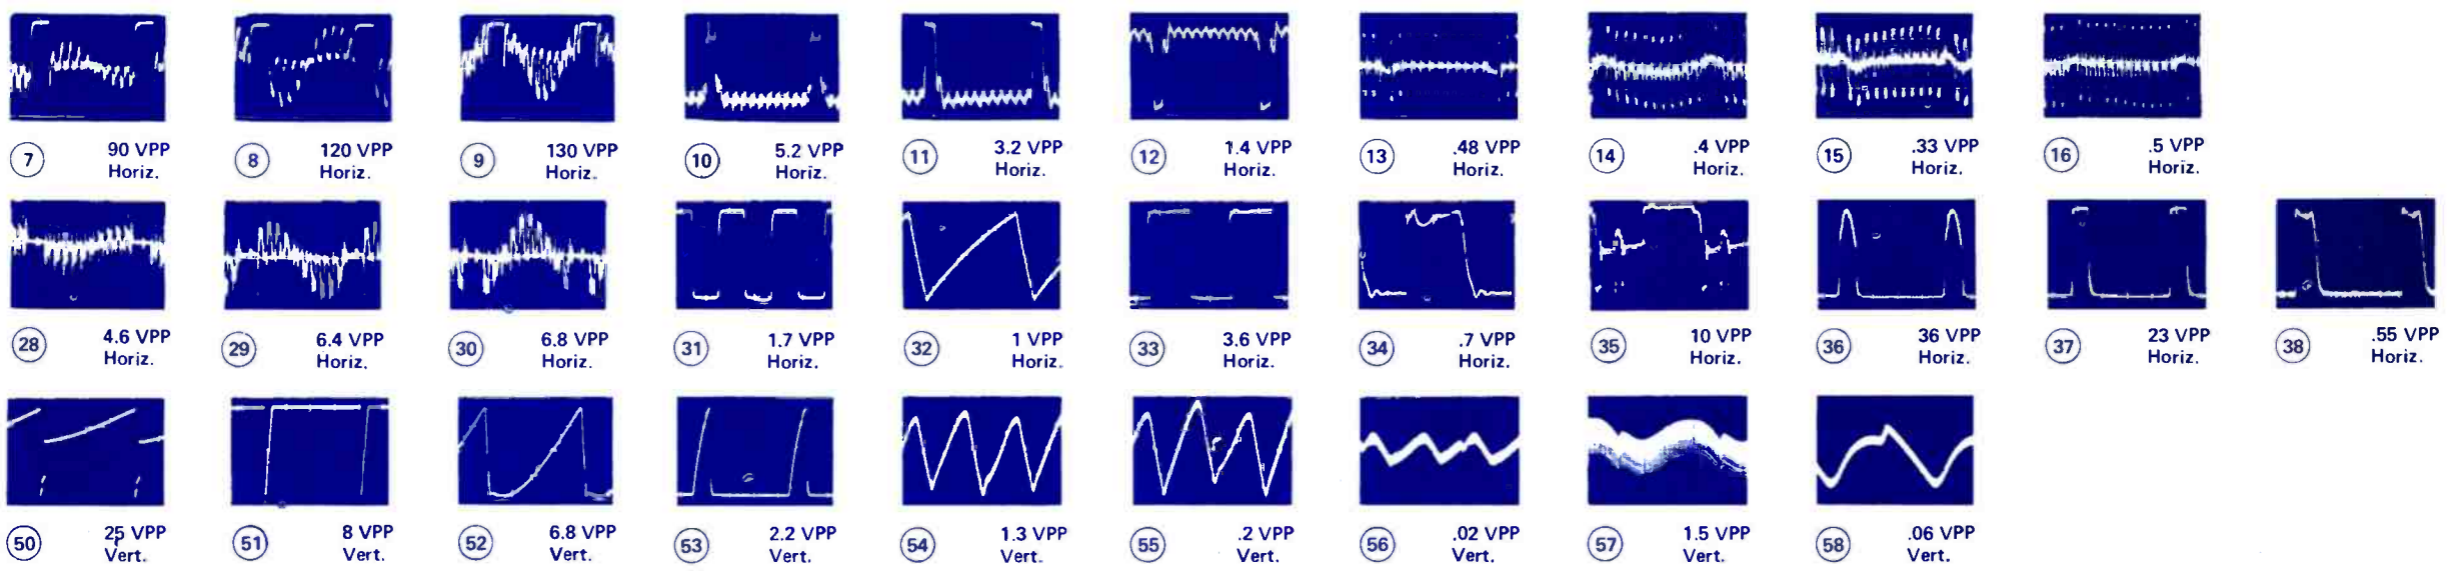 7 90 VPP Horiz.
8 120 VPP Horiz.
9 130 VPP Horiz.
10 5.2 VPP Horiz.
11 3.2 VPP Horiz.
12 1.4 VPP Horiz.
13 .48 VPP Horiz.
14 .4 VPP Horiz.
15 .33 VPP Horiz.
16 .5 VPP Horiz.
28 4.6 VPP Horiz.
29 6.4 VPP Horiz.
30 6.8 VPP Horiz.
31 1.7 VPP Horiz.
32 1 VPP Horiz.
33 3.6 VPP Horiz.
34 .7 VPP Horiz.
35 10 VPP Horiz.
36 36 VPP Horiz.
37 23 VPP Horiz.
38 .55 VPP Horiz.
50 25 VPP Vert.
51 8 VPP Vert.
52 6.8 VPP Vert.
53 2.2 VPP Vert.
54 1.3 VPP Vert.
55 .2 VPP Vert.
56 .02 VPP Vert.
57 1.5 VPP Vert.
58 .06 VPP Vert.